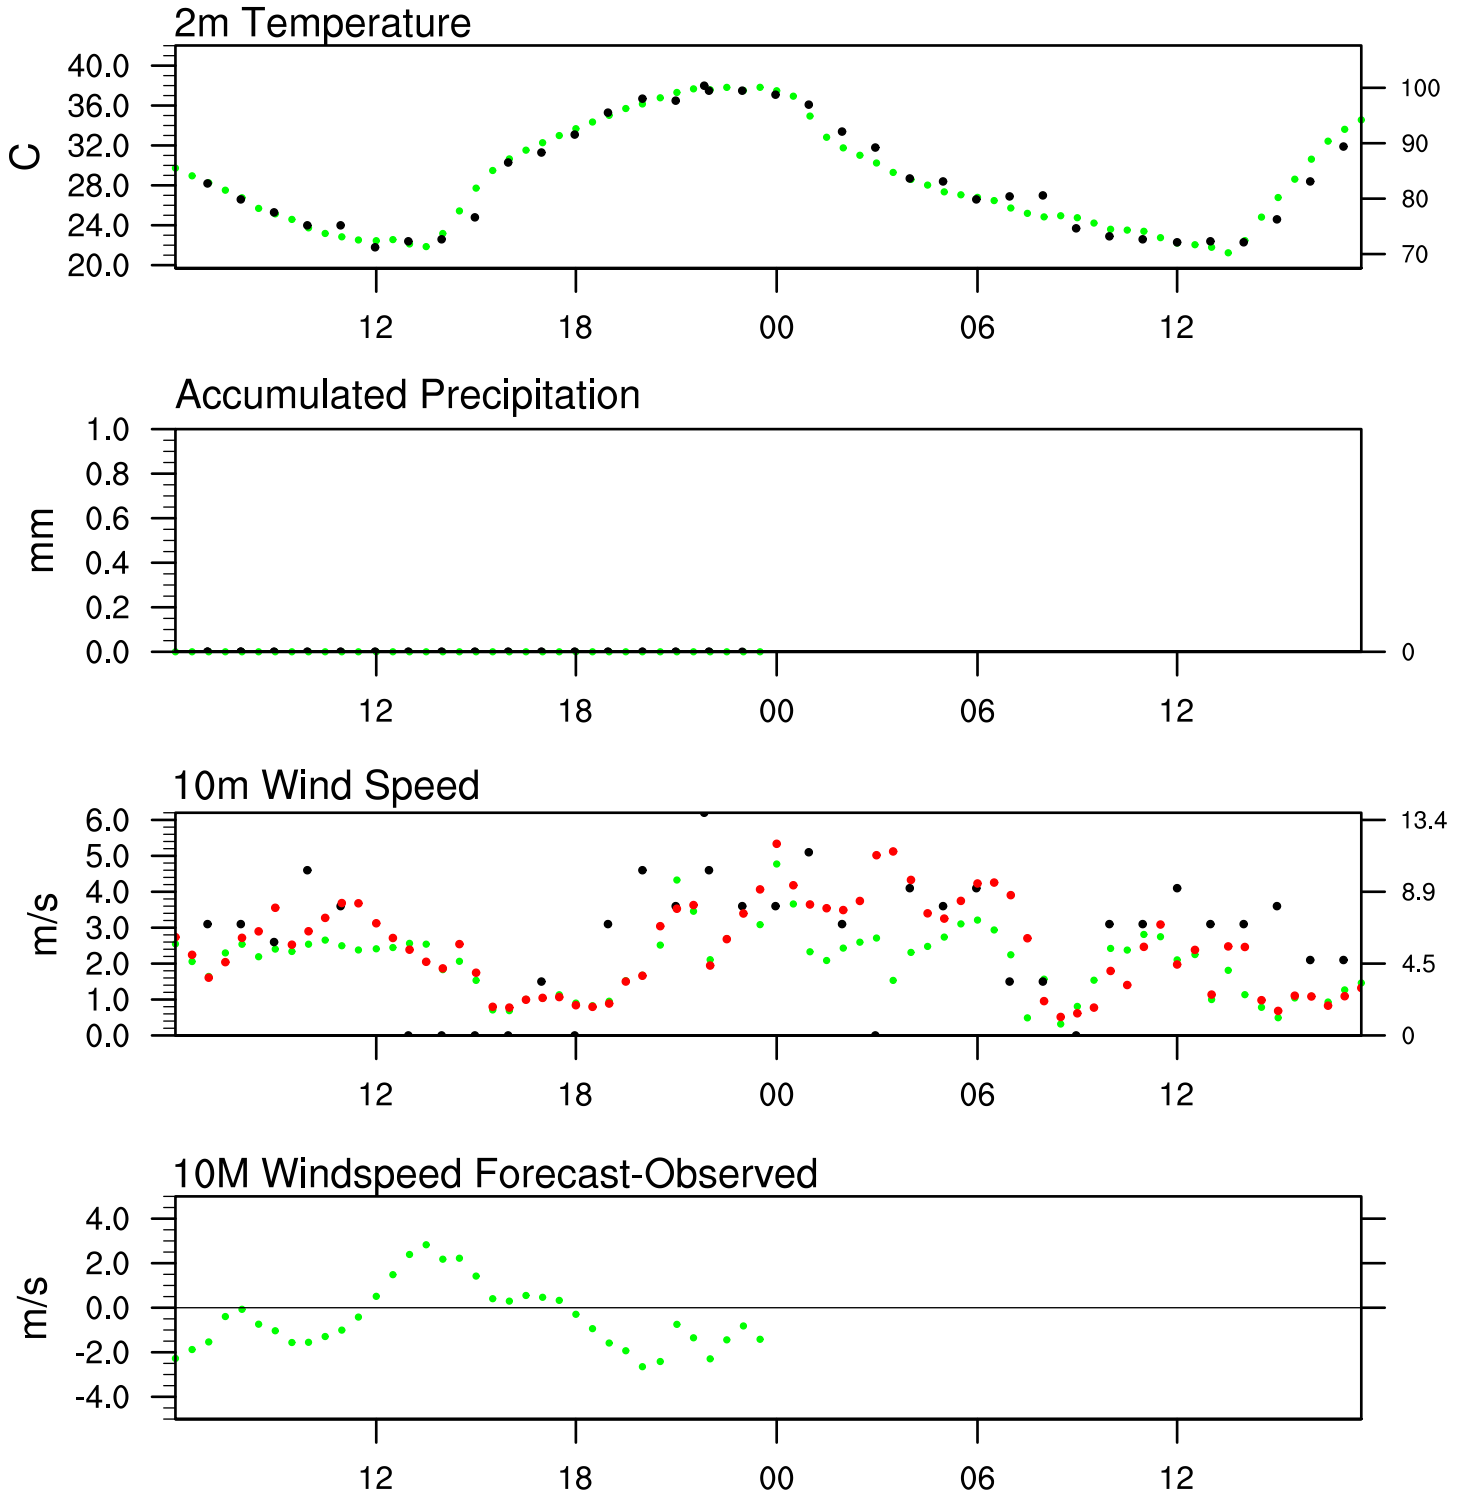 2m Temperature
40.0
36.0
32.0
28.0
24.0
20.0
C
100
90
80
70
12 18 00 06 12
Accumulated Precipitation
1.0
0.8
0.6
0.4
0.2
0.0
mm
0
12 18 00 06 12
10m Wind Speed
6.0
5.0
4.0
3.0
2.0
1.0
0.0
m/s
13.4
8.9
4.5
0
12 18 00 06 12
10M Windspeed Forecast-Observed
4.0
2.0
0.0
-2.0
-4.0
m/s
12 18 00 06 12